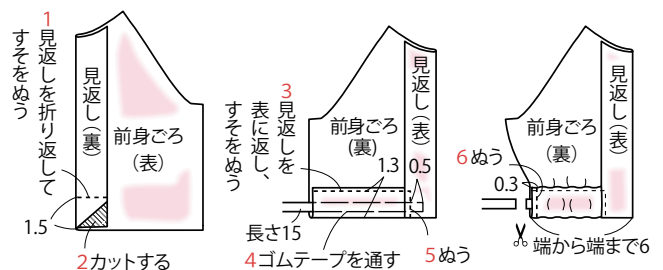 1見返しを折り返して
すそをぬう
見返し(裏)
前身ごろ
(表)
1.5
2カットする
3見返しを
表に返し、
すそをぬう
見返し(表)
前身ごろ
(裏)
1.3
0.5
長さ15
4ゴムテープを通す
5ぬう
見返し(表)
前身ごろ
(裏)
6ぬう
0.3
端から端まで6